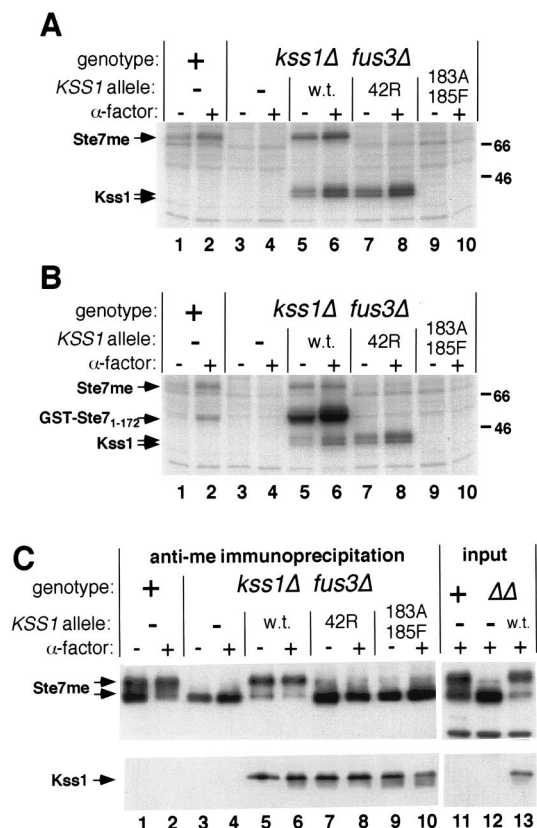 A
genotype: + kss1Δ fus3Δ
KSS1 allele: - - w.t. 42R 183A 185F
α-factor: - + - + - + - + - +
Ste7me
66
46
Kss1
1 2 3 4 5 6 7 8 9 10
B
genotype: + kss1Δ fus3Δ
KSS1 allele: - - w.t. 42R 183A 185F
α-factor: - + - + - + - + - +
Ste7me
66
GST-Ste7₁₋₁₇₂
46
Kss1
1 2 3 4 5 6 7 8 9 10
C
anti-me immunoprecipitation input
genotype: + kss1Δ fus3Δ + ΔΔ
KSS1 allele: - - w.t. 42R 183A 185F - - w.t.
α-factor: - + - + - + - + - + + + +
Ste7me
Kss1
1 2 3 4 5 6 7 8 9 10 11 12 13